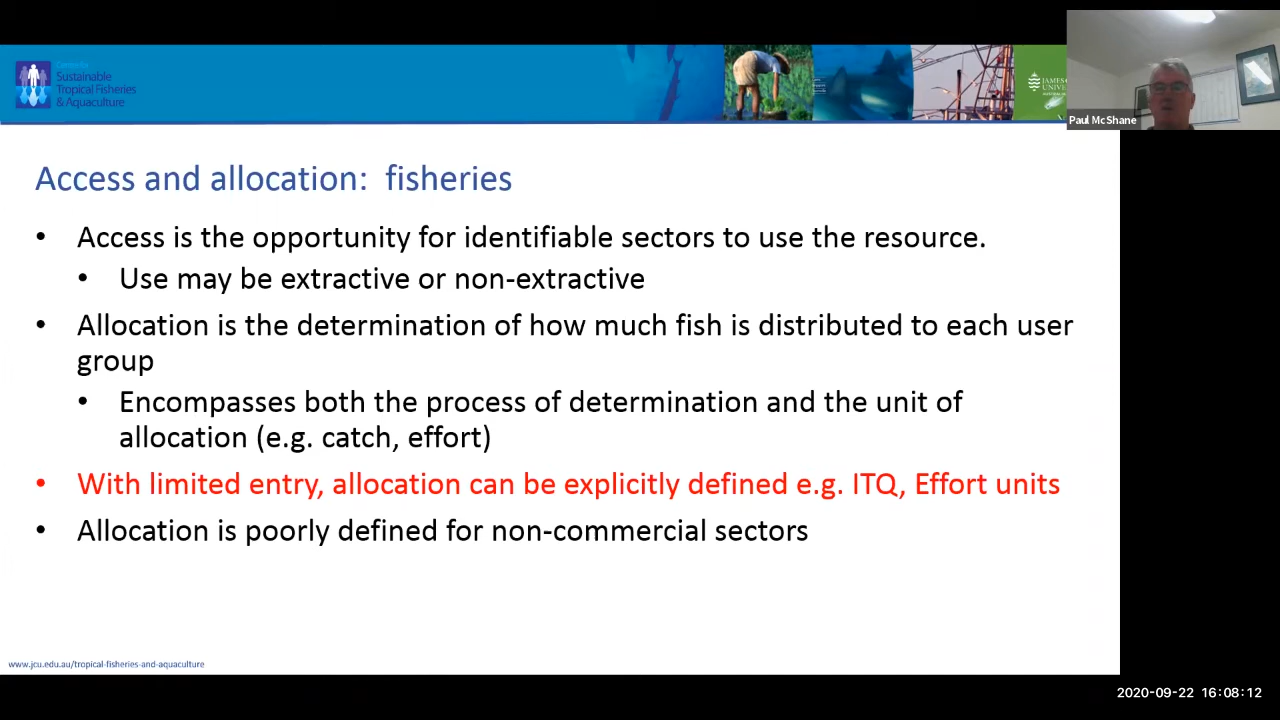 Centre for
Sustainable
Tropical Fisheries
& Aquaculture
JAMES
UNIV
Paul McShane
Access and allocation: fisheries
• Access is the opportunity for identifiable sectors to use the resource.
• Use may be extractive or non-extractive
• Allocation is the determination of how much fish is distributed to each user
group
• Encompasses both the process of determination and the unit of
allocation (e.g. catch, effort)
• With limited entry, allocation can be explicitly defined e.g. ITQ, Effort units
• Allocation is poorly defined for non-commercial sectors
www.jcu.edu.au/tropical-fisheries-and-aquaculture
2020-09-22 16:08:12